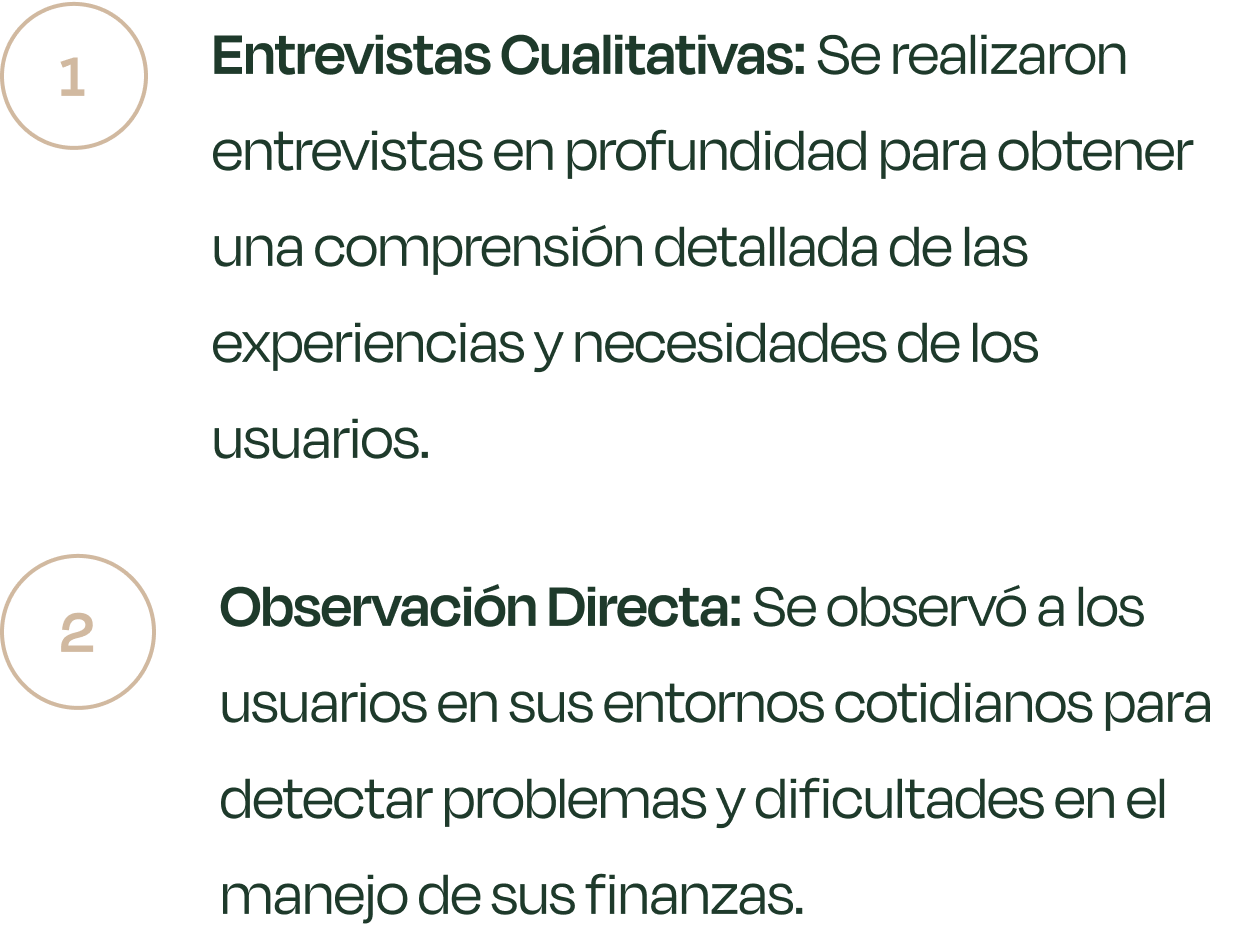 1
Entrevistas Cualitativas: Se realizaron
entrevistas en profundidad para obtener
una comprensión detallada de las
experiencias y necesidades de los
usuarios.
2
Observación Directa: Se observó a los
usuarios en sus entornos cotidianos para
detectar problemas y dificultades en el
manejo de sus finanzas.